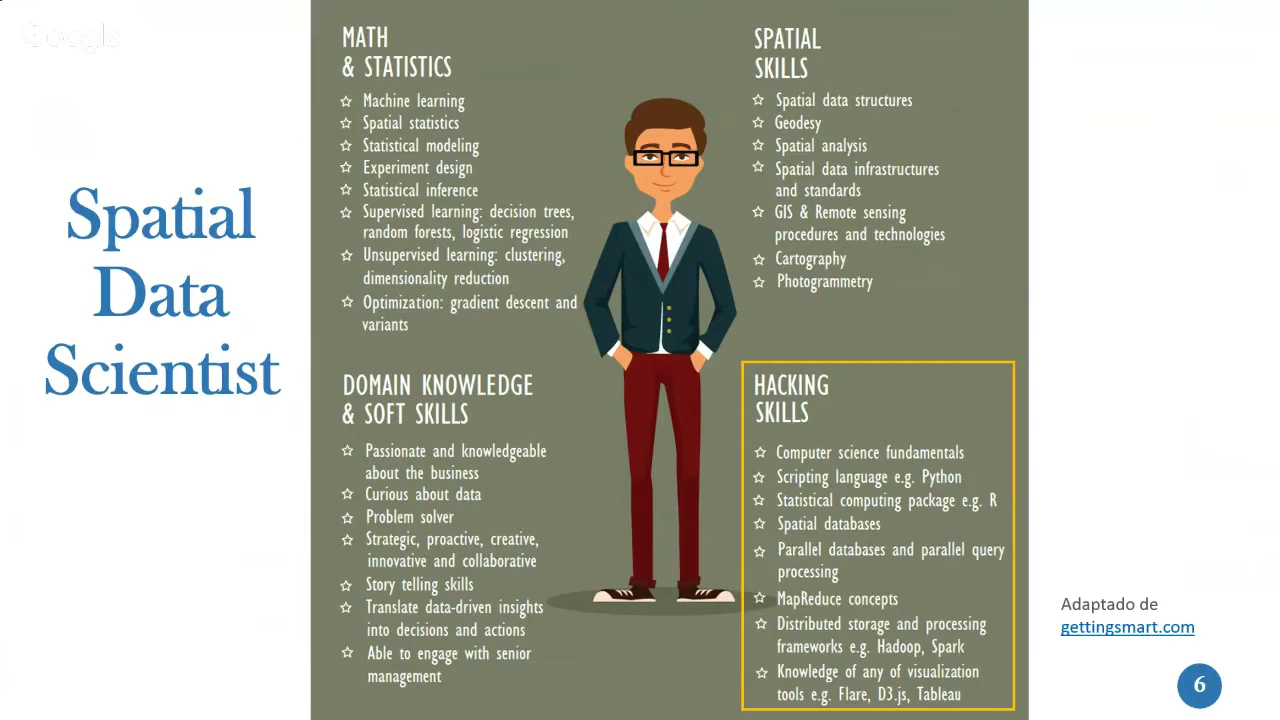 Google
Spatial
Data
Scientist
MATH
& STATISTICS
Machine learning
Spatial statistics
Statistical modeling
Experiment design
Statistical inference
Supervised learning: decision trees,
random forests, logistic regression
Unsupervised learning: clustering,
dimensionality reduction
Optimization: gradient descent and
variants
SPATIAL
SKILLS
Spatial data structures
Geodesy
Spatial analysis
Spatial data infrastructures
and standards
GIS & Remote sensing
procedures and technologies
Cartography
Photogrammetry
DOMAIN KNOWLEDGE
& SOFT SKILLS
Passionate and knowledgeable
about the business
Curious about data
Problem solver
Strategic, proactive, creative,
innovative and collaborative
Story telling skills
Translate data-driven insights
into decisions and actions
Able to engage with senior
management
HACKING
SKILLS
Computer science fundamentals
Scripting language e.g. Python
Statistical computing package e.g. R
Spatial databases
Parallel databases and parallel query
processing
MapReduce concepts
Distributed storage and processing
frameworks e.g. Hadoop, Spark
Knowledge of any of visualization
tools e.g. Flare, D3.js, Tableau
Adaptado de
gettingsmart.com
6